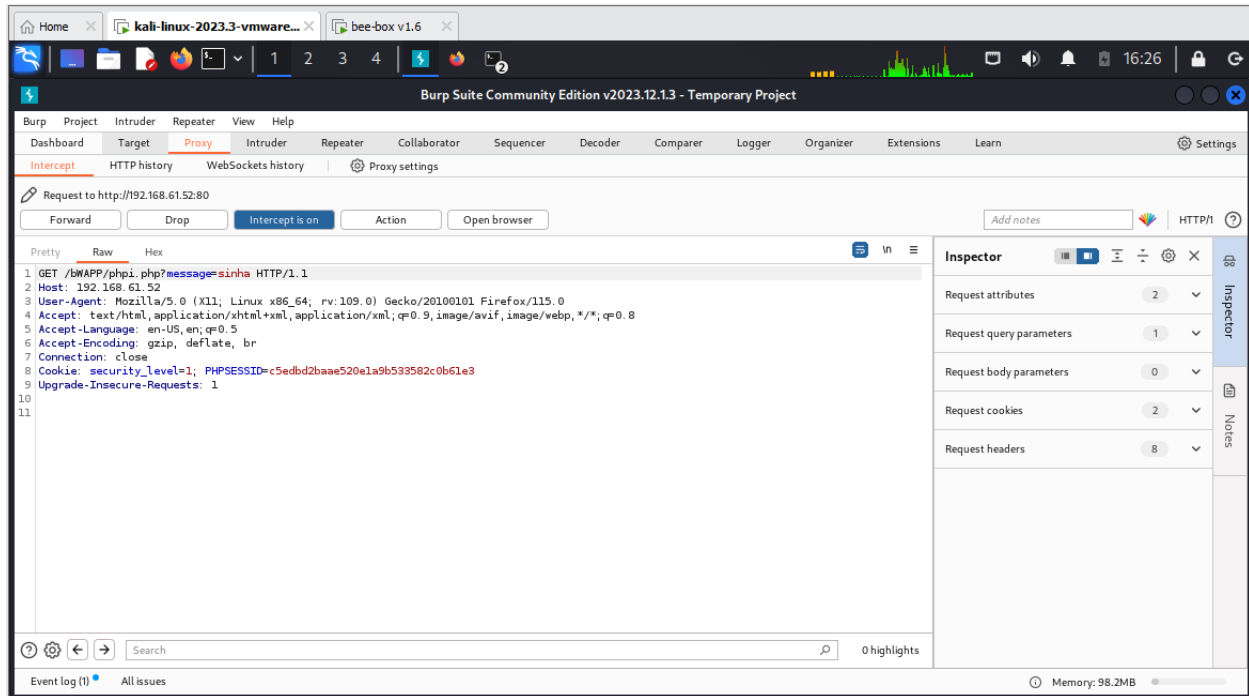 Home kali-linux-2023.3-vmware... bee-box v1.6
1 2 3 4 2 16:26
Burp Suite Community Edition v2023.12.1.3 - Temporary Project
Burp Project Intruder Repeater View Help
Dashboard Target Proxy Intruder Repeater Collaborator Sequencer Decoder Comparer Logger Organizer Extensions Learn Settings
Intercept HTTP history WebSockets history Proxy settings
Request to http://192.168.61.52:80
Forward Drop Intercept is on Action Open browser Add notes HTTP/1
Pretty Raw Hex \n
Inspector
1 GET /bWAPP/phpi.php?message=sinha HTTP/1.1
2 Host: 192.168.61.52
3 User-Agent: Mozilla/5.0 (X11; Linux x86_64; rv:109.0) Gecko/20100101 Firefox/115.0
4 Accept: text/html,application/xhtml+xml,application/xml;q=0.9,image/avif,image/webp,*/*;q=0.8
5 Accept-Language: en-US,en;q=0.5
6 Accept-Encoding: gzip, deflate, br
7 Connection: close
8 Cookie: security_level=1; PHPSESSID=c5edbd2baae520e1a9b533582c0b61e3
9 Upgrade-Insecure-Requests: 1
10
11
Request attributes 2
Request query parameters 1
Request body parameters 0
Request cookies 2
Request headers 8
Inspector
Notes
Search 0 highlights
Event log (1) All issues Memory: 98.2MB